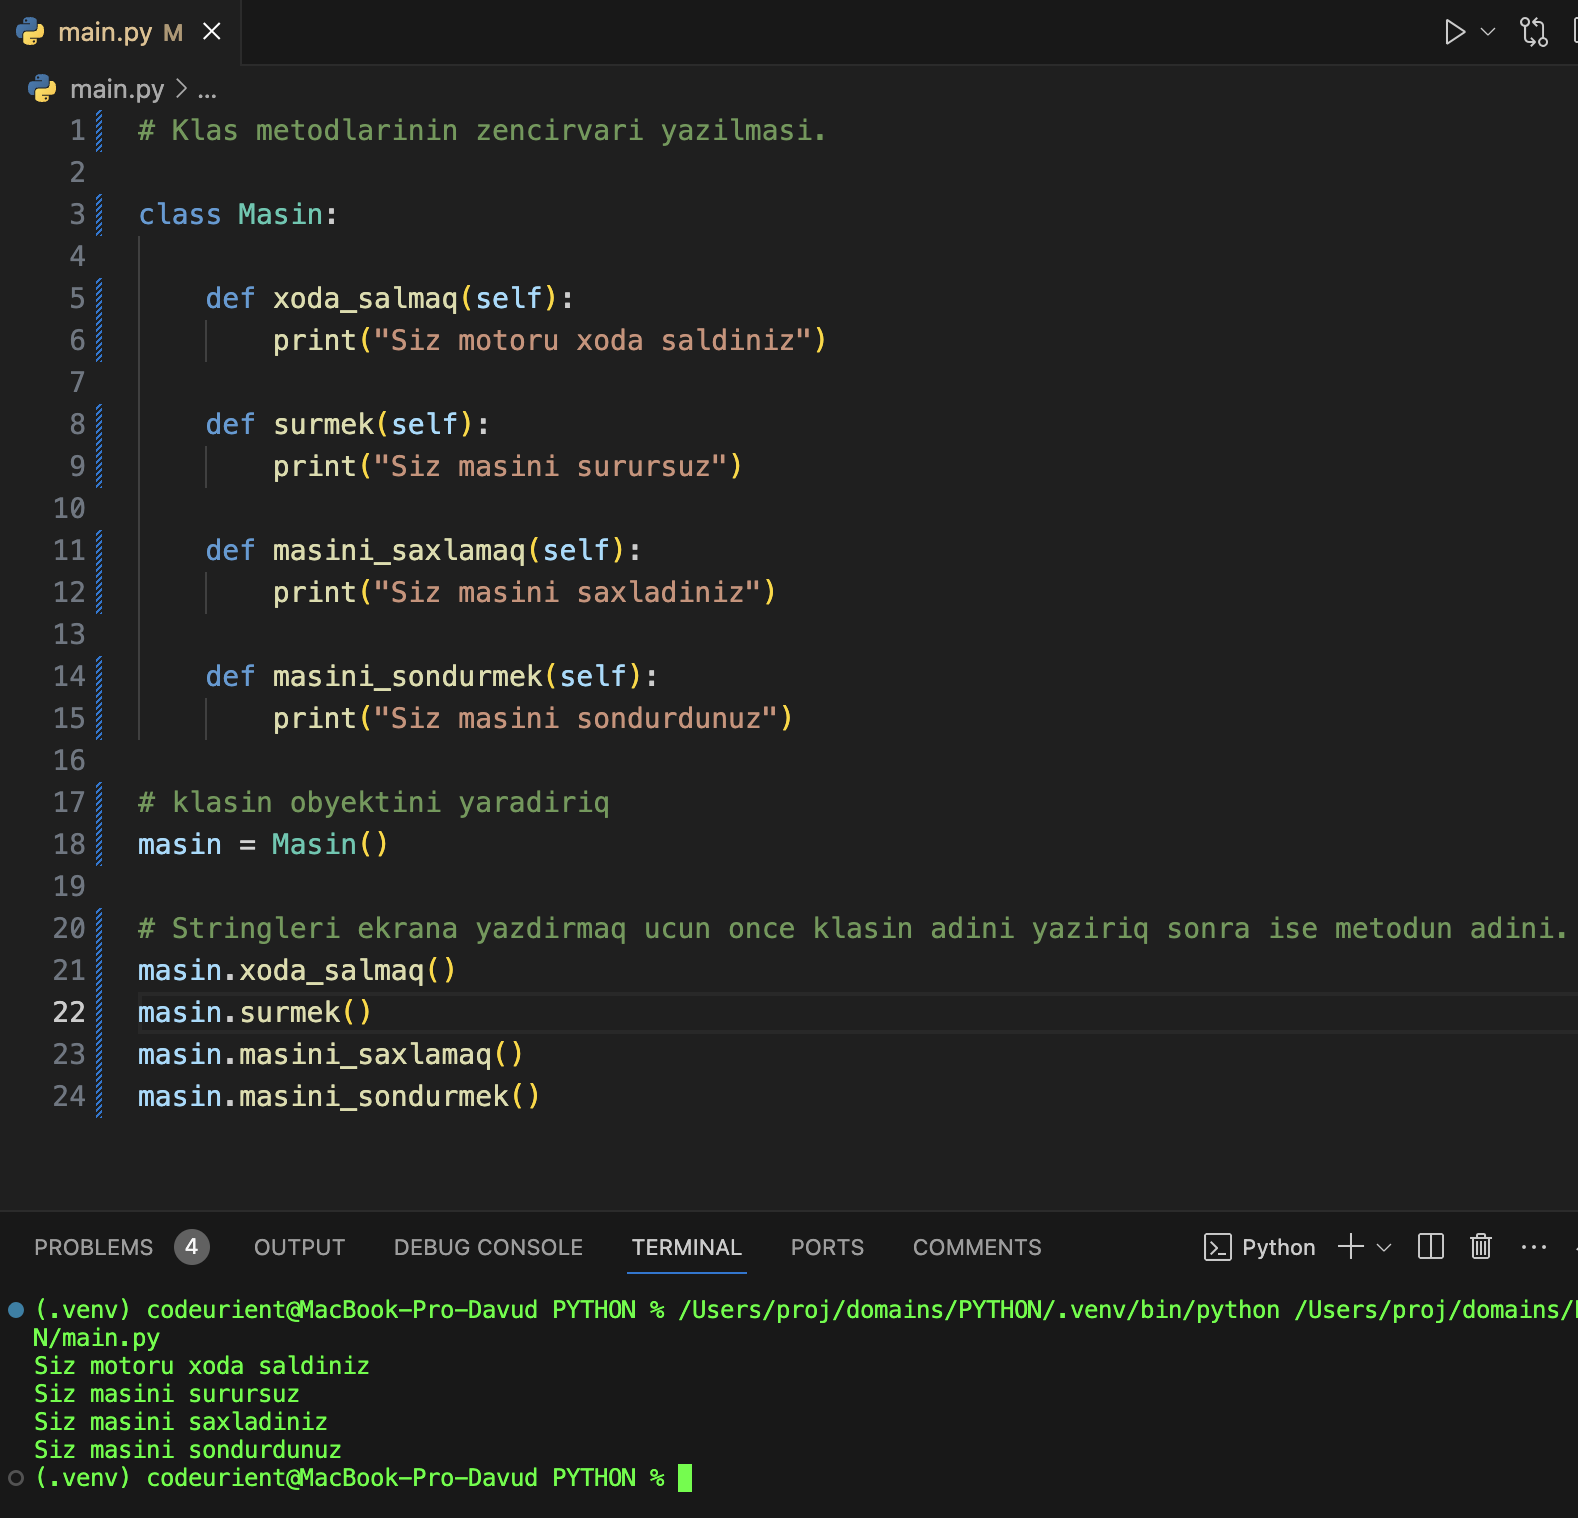 main.py M
main.py > ...
1 # Klas metodlarinin zencirvari yazilmasi.
2
3 class Masin:
4
5     def xoda_salmaq(self):
6         print("Siz motoru xoda saldiniz")
7
8     def surmek(self):
9         print("Siz masini surursuz")
10
11     def masini_saxlamaq(self):
12         print("Siz masini saxladiniz")
13
14     def masini_sondurmek(self):
15         print("Siz masini sondurdunuz")
16
17 # klasin obyektini yaradiriq
18 masin = Masin()
19
20 # Stringleri ekrana yazdirmaq ucun once klasin adini yaziriq sonra ise metodun adini.
21 masin.xoda_salmaq()
22 masin.surmek()
23 masin.masini_saxlamaq()
24 masin.masini_sondurmek()
PROBLEMS 4 OUTPUT DEBUG CONSOLE TERMINAL PORTS COMMENTS Python
(.venv) codeurient@MacBook-Pro-Davud PYTHON % /Users/proj/domains/PYTHON/.venv/bin/python /Users/proj/domains/
N/main.py
Siz motoru xoda saldiniz
Siz masini surursuz
Siz masini saxladiniz
Siz masini sondurdunuz
(.venv) codeurient@MacBook-Pro-Davud PYTHON %